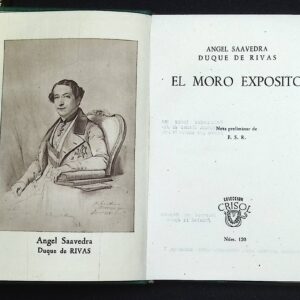 Angel Saavedra
Duque de RIVAS
ANGEL SAAVEDRA
DUQUE DE RIVAS
EL MORO EXPOSITO
Nota preliminar de
F. S. R.
COLECCIÓN
CRISOL
Núm. 120